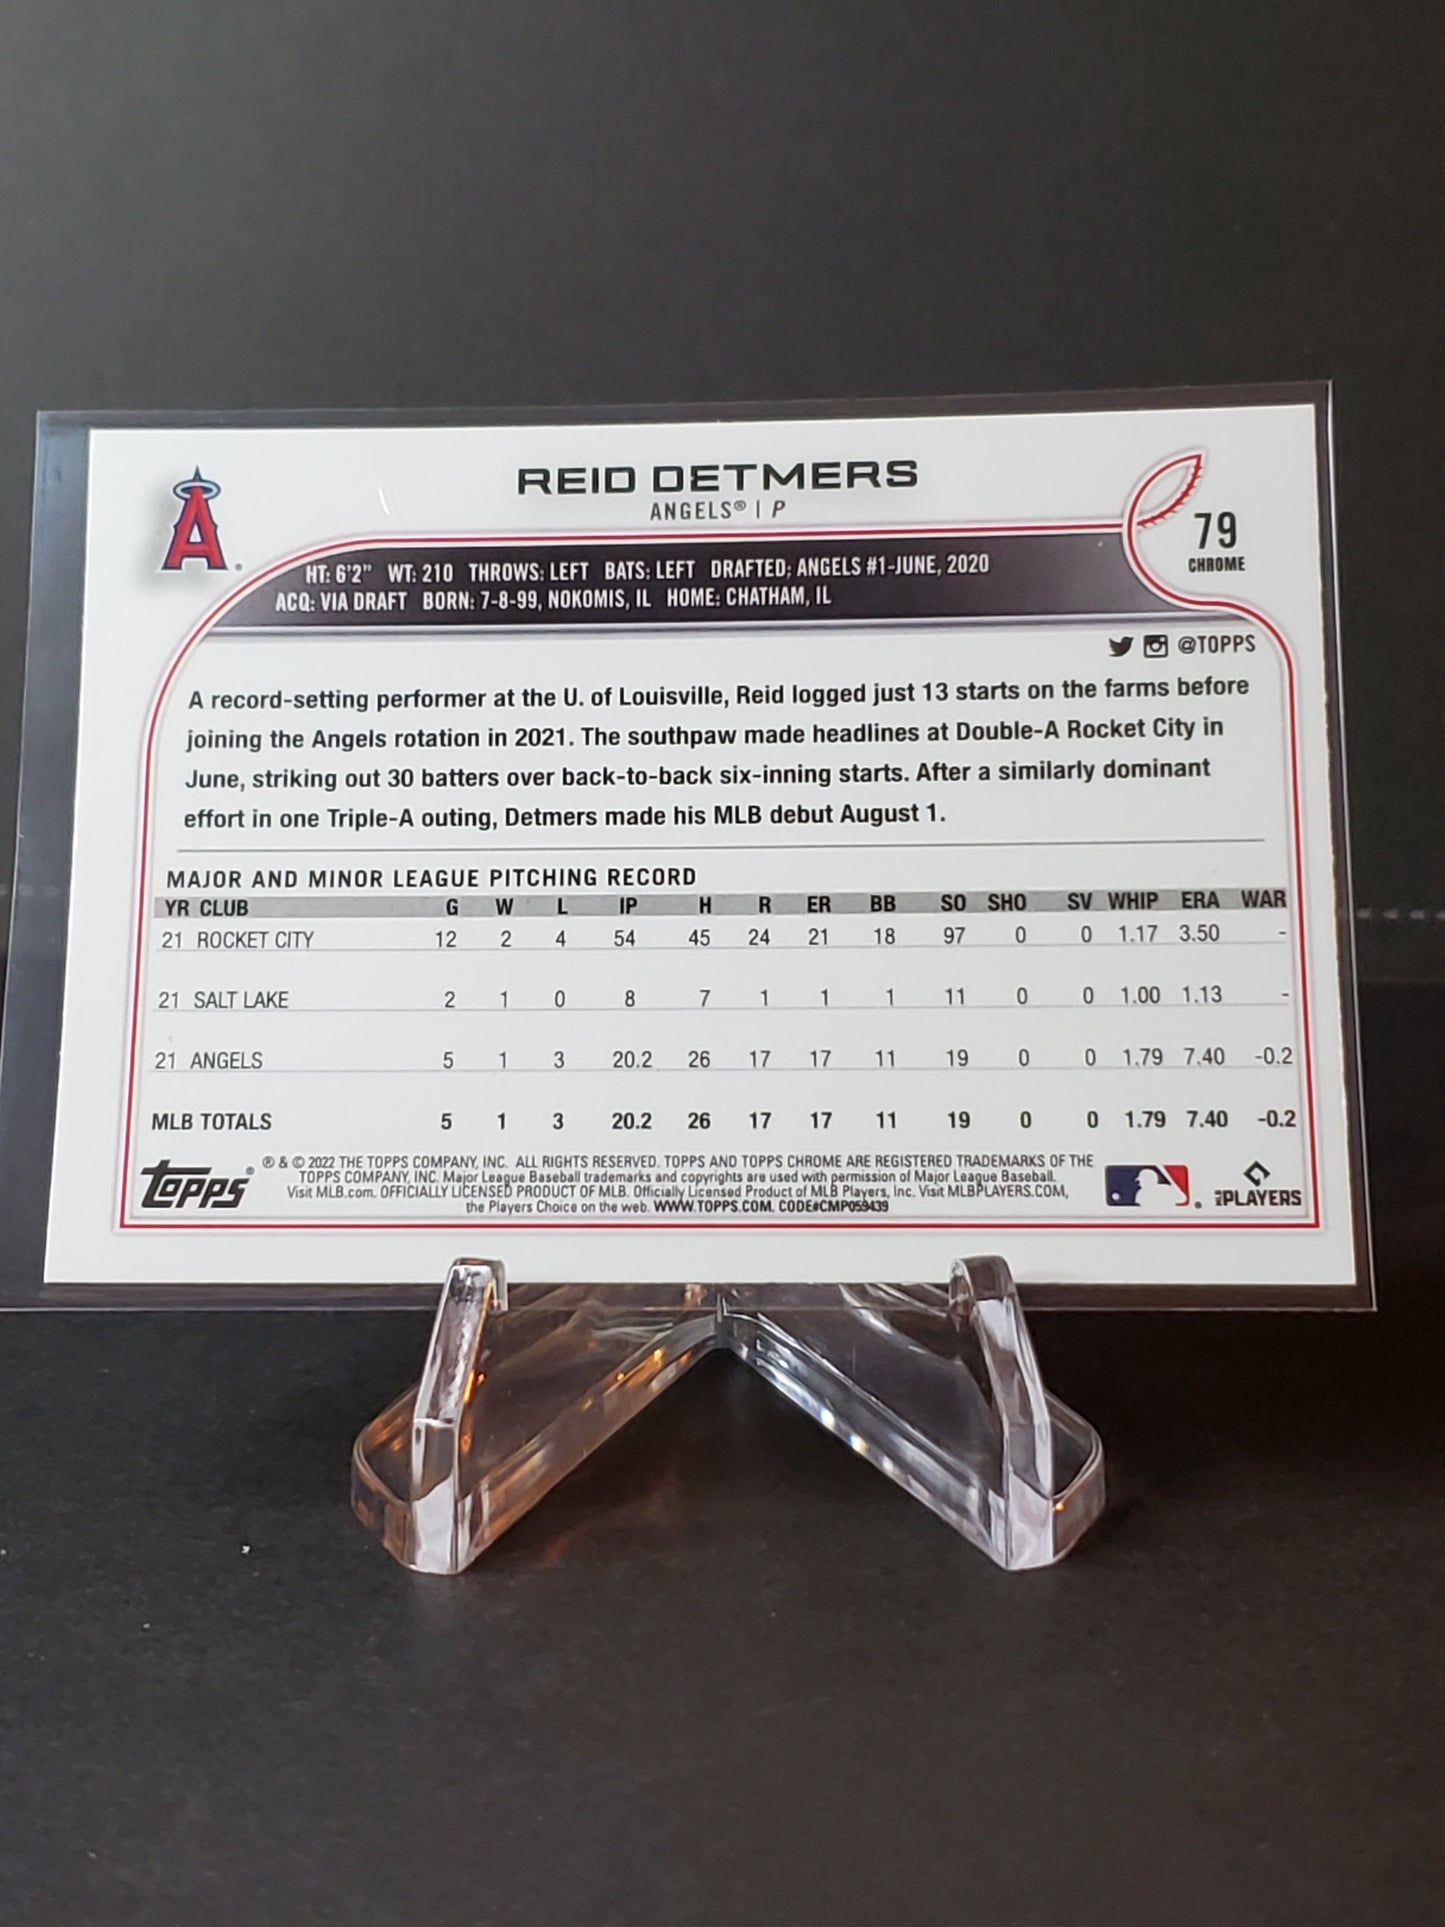 A
REID DETMERS
ANGELS® | P
79
CHROME
HT: 6'2" WT: 210 THROWS: LEFT BATS: LEFT DRAFTED: ANGELS #1-JUNE, 2020
ACQ: VIA DRAFT BORN: 7-8-99, NOKOMIS, IL HOME: CHATHAM, IL
@TOPPS
A record-setting performer at the U. of Louisville, Reid logged just 13 starts on the farms before
joining the Angels rotation in 2021. The southpaw made headlines at Double-A Rocket City in
June, striking out 30 batters over back-to-back six-inning starts. After a similarly dominant
effort in one Triple-A outing, Detmers made his MLB debut August 1.
MAJOR AND MINOR LEAGUE PITCHING RECORD
YR CLUB G W L IP H R ER BB SO SHO SV WHIP ERA WAR
21 ROCKET CITY 12 2 4 54 45 24 21 18 97 0 0 1.17 3.50 -
21 SALT LAKE 2 1 0 8 7 1 1 1 11 0 0 1.00 1.13 -
21 ANGELS 5 1 3 20.2 26 17 17 11 19 0 0 1.79 7.40 -0.2
MLB TOTALS 5 1 3 20.2 26 17 17 11 19 0 0 1.79 7.40 -0.2
Topps®
® & © 2022 THE TOPPS COMPANY, INC. ALL RIGHTS RESERVED. TOPPS AND TOPPS CHROME ARE REGISTERED TRADEMARKS OF THE
TOPPS COMPANY, INC. Major League Baseball trademarks and copyrights are used with permission of Major League Baseball.
Visit MLB.com. OFFICIALLY LICENSED PRODUCT OF MLB. Officially Licensed Product of MLB Players, Inc. Visit MLBPLAYERS.COM,
the Players Choice on the web. WWW.TOPPS.COM. CODE#CMP059439
MLB PLAYERS